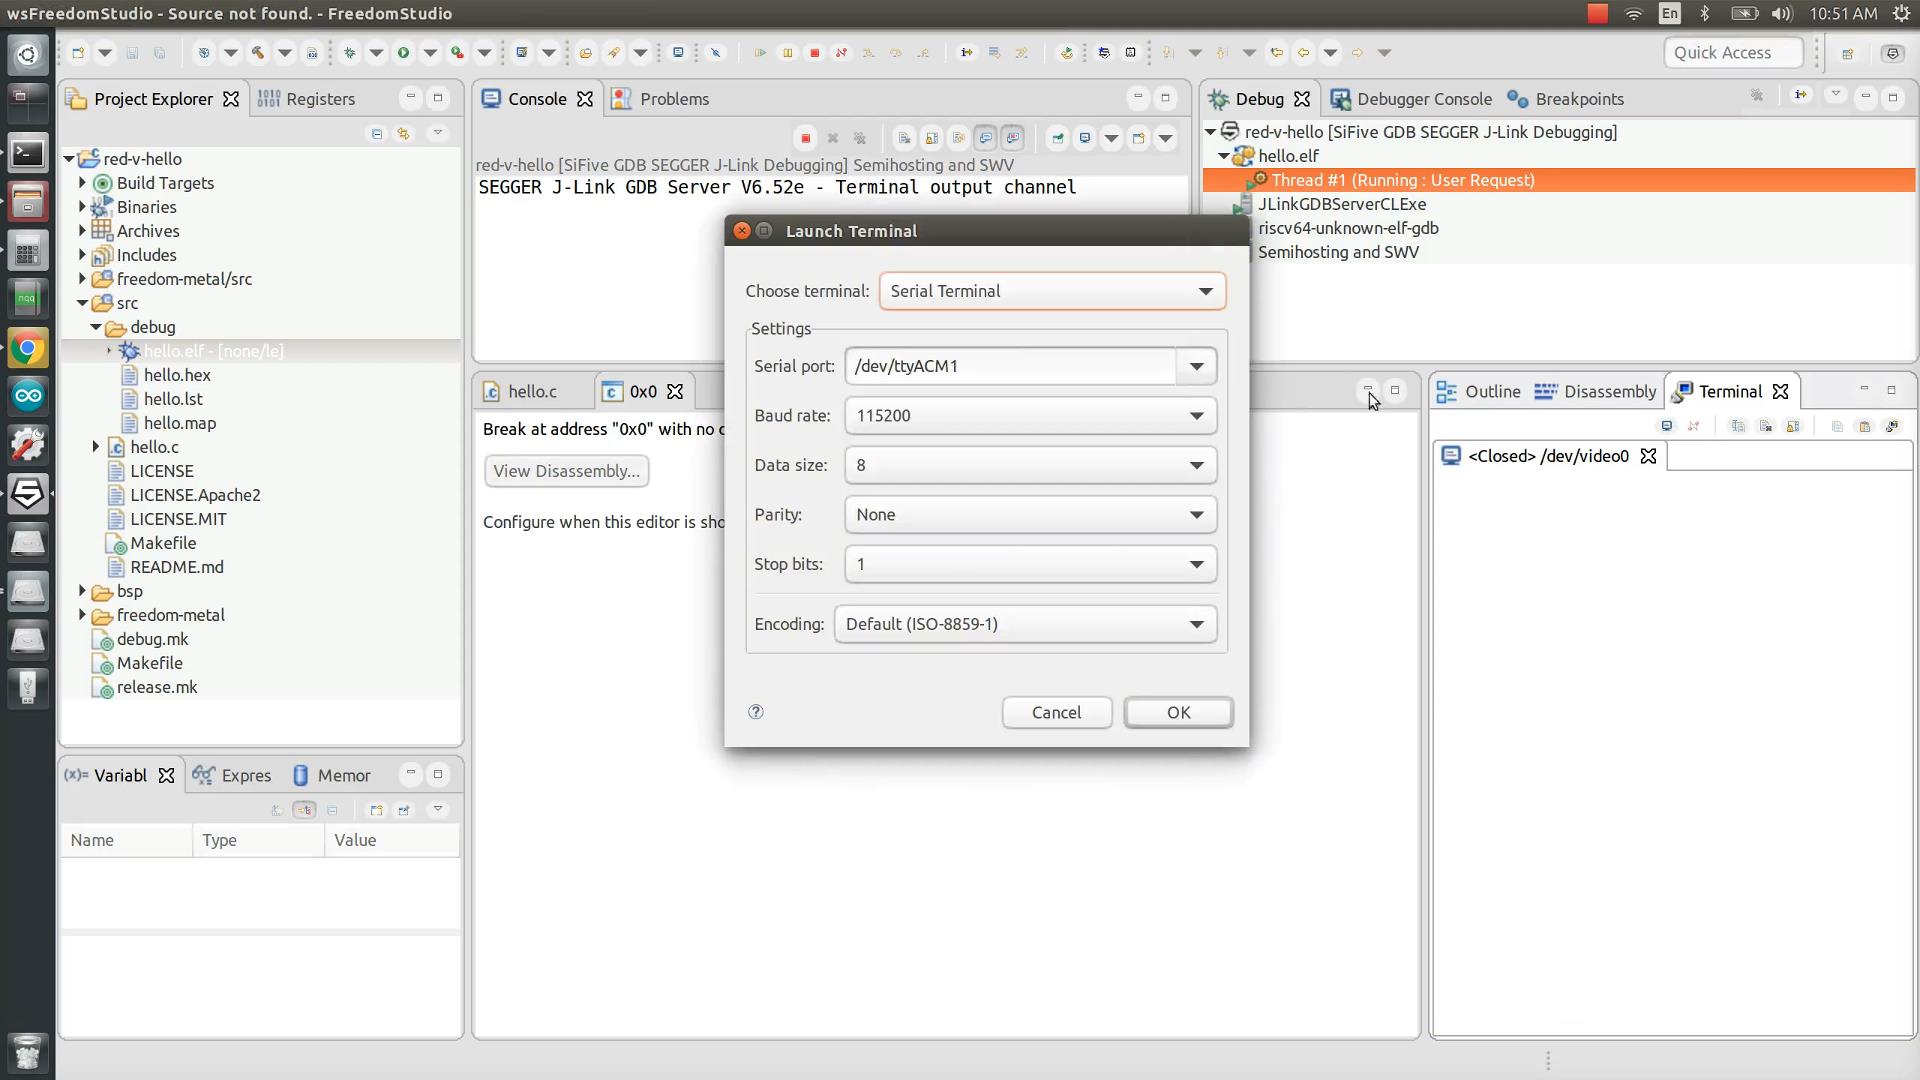 wsFreedomStudio - Source not found. - FreedomStudio
En
10:51 AM
Quick Access
Project Explorer
Registers
Console
Problems
Debug
Debugger Console
Breakpoints
red-v-hello
Build Targets
Binaries
Archives
Includes
freedom-metal/src
src
debug
hello.elf - [none/le]
hello.hex
hello.lst
hello.map
hello.c
LICENSE
LICENSE.Apache2
LICENSE.MIT
Makefile
README.md
bsp
freedom-metal
debug.mk
Makefile
release.mk
red-v-hello [SiFive GDB SEGGER J-Link Debugging] Semihosting and SWV
SEGGER J-Link GDB Server V6.52e - Terminal output channel
red-v-hello [SiFive GDB SEGGER J-Link Debugging]
hello.elf
Thread #1 (Running : User Request)
JLinkGDBServerCLExe
riscv64-unknown-elf-gdb
Semihosting and SWV
Launch Terminal
Choose terminal: Serial Terminal
Settings
Serial port: /dev/ttyACM1
Baud rate: 115200
Data size: 8
Parity: None
Stop bits: 1
Encoding: Default (ISO-8859-1)
Cancel
OK
hello.c
0x0
Break at address "0x0" with no
View Disassembly...
Configure when this editor is sho
Outline
Disassembly
Terminal
<Closed> /dev/video0
(x)= Variabl
Expres
Memor
Name
Type
Value
nqq